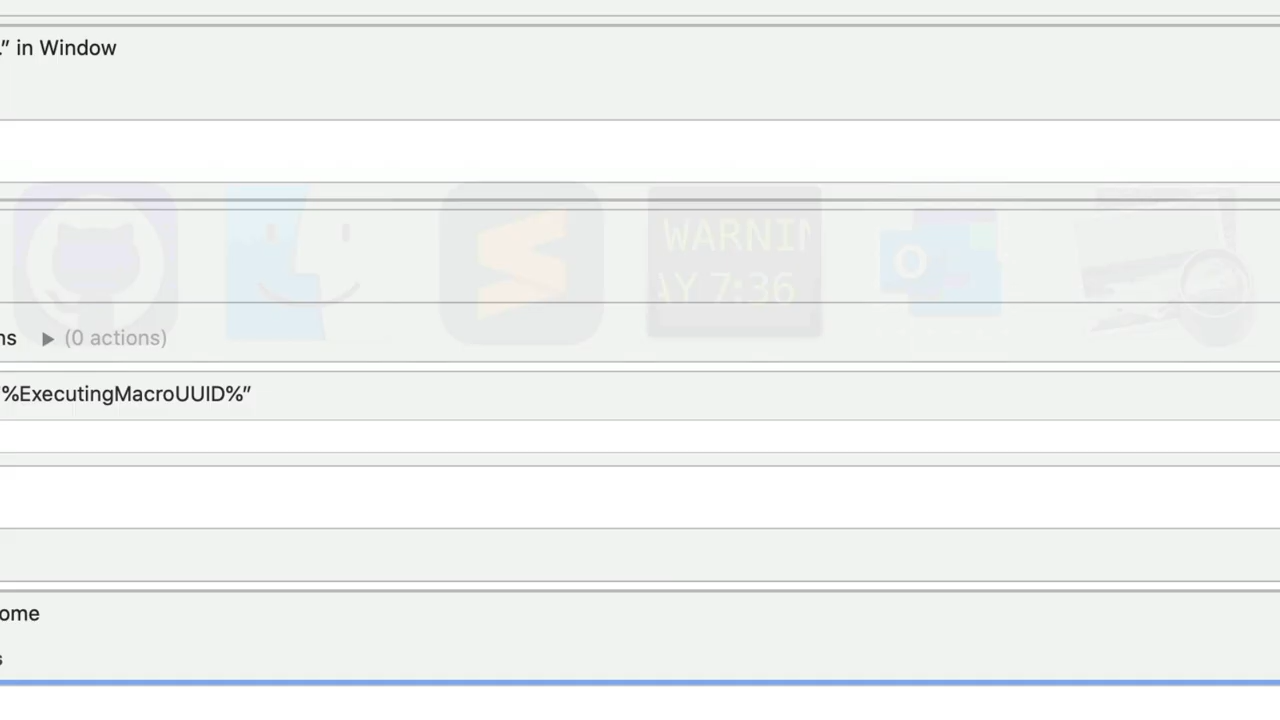 .” in Window
WARNIN
AY 7:36
ns ▶ (0 actions)
“%ExecutingMacroUUID%”
ome
s